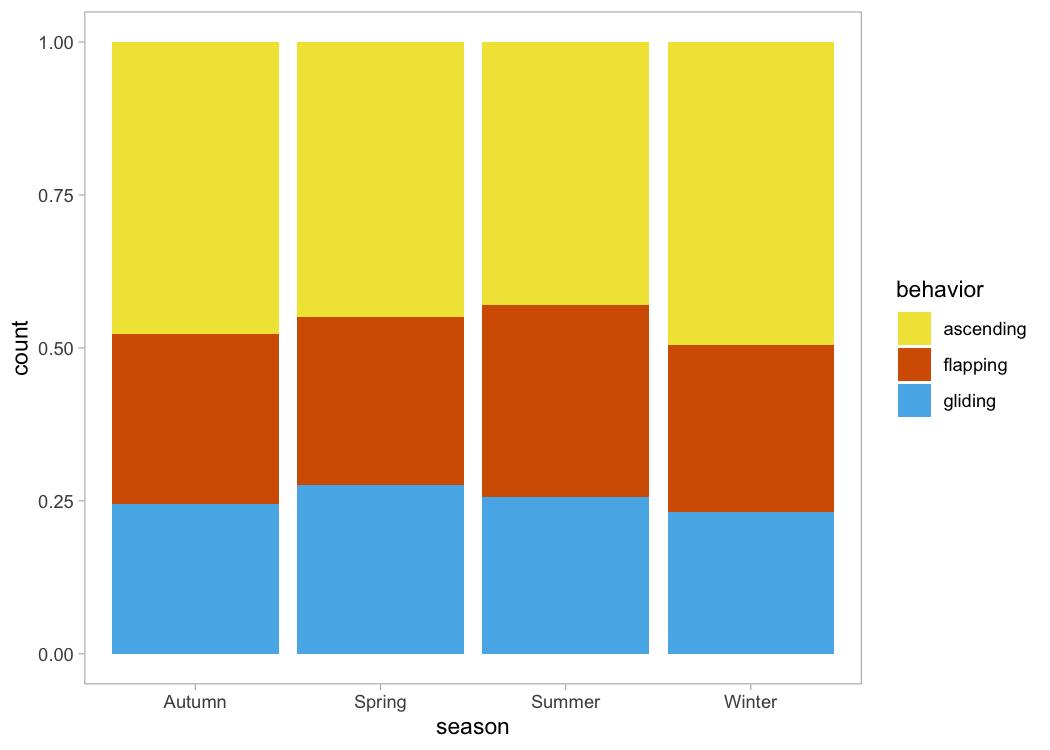 1.00
0.75
0.50
0.25
0.00
count
Autumn Spring Summer Winter
season
behavior
ascending
flapping
gliding